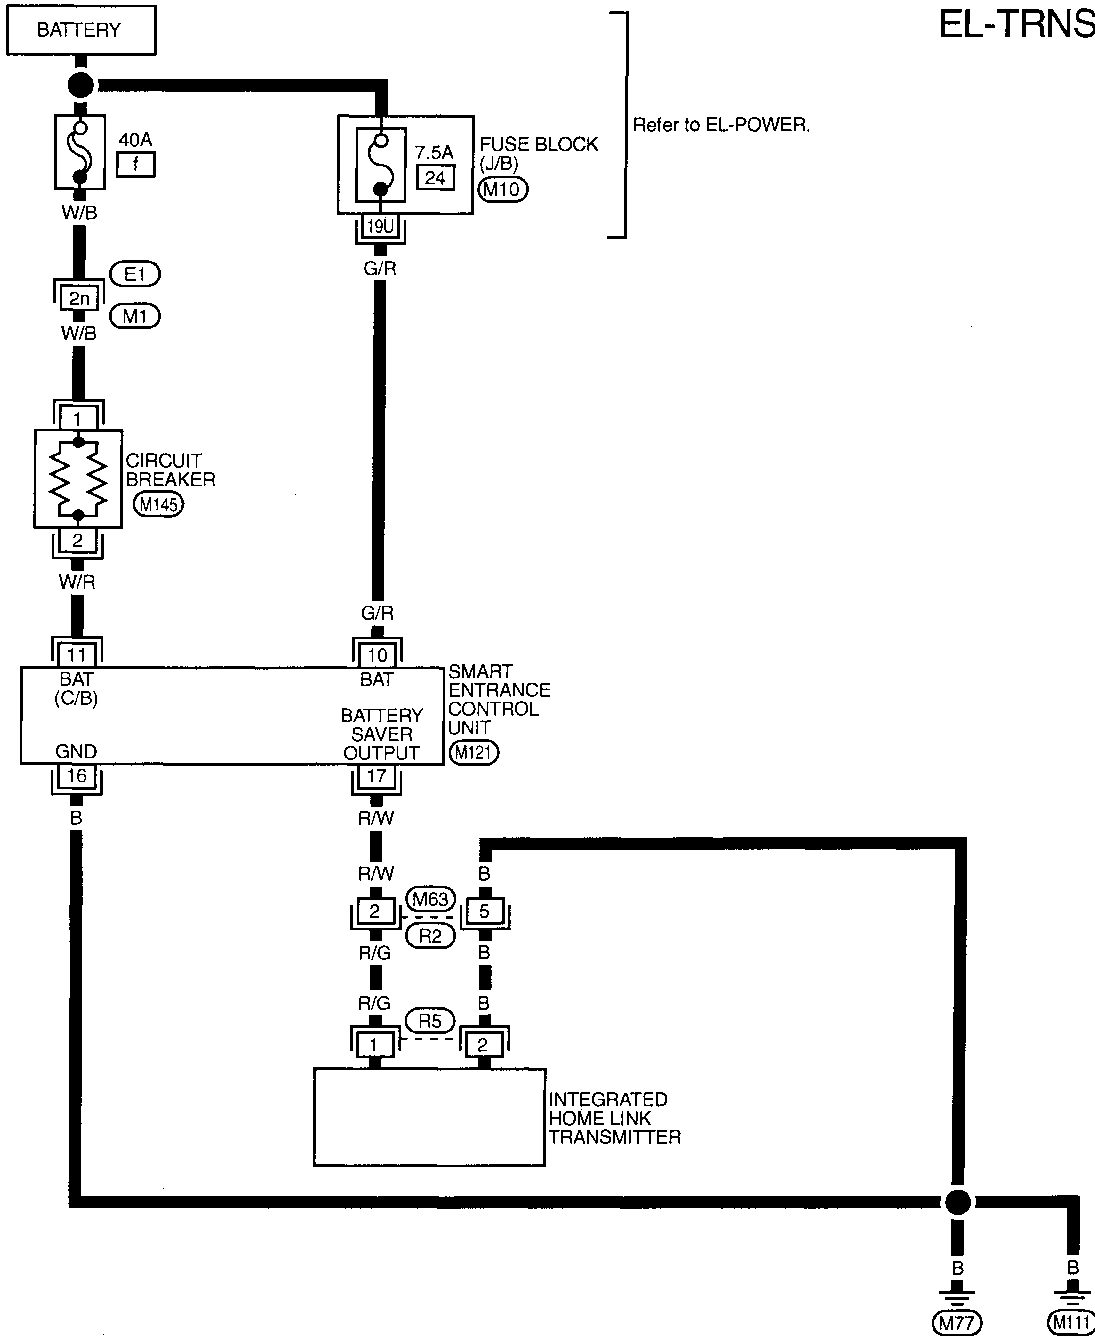 EL-TRNS
BATTERY
Refer to EL-POWER.
40A
f
7.5A
24
FUSE BLOCK
(J/B)
M10
W/B
19U
G/R
E1
2n
M1
W/B
1
CIRCUIT
BREAKER
M145
2
W/R
G/R
11
10
BAT
(C/B)
BAT
SMART
ENTRANCE
CONTROL
UNIT
M121
BATTERY
SAVER
OUTPUT
GND
16
17
B
R/W
R/W
B
M63
2
5
R2
R/G
B
R/G
B
R5
1
2
INTEGRATED
HOME LINK
TRANSMITTER
B
B
M77
M111